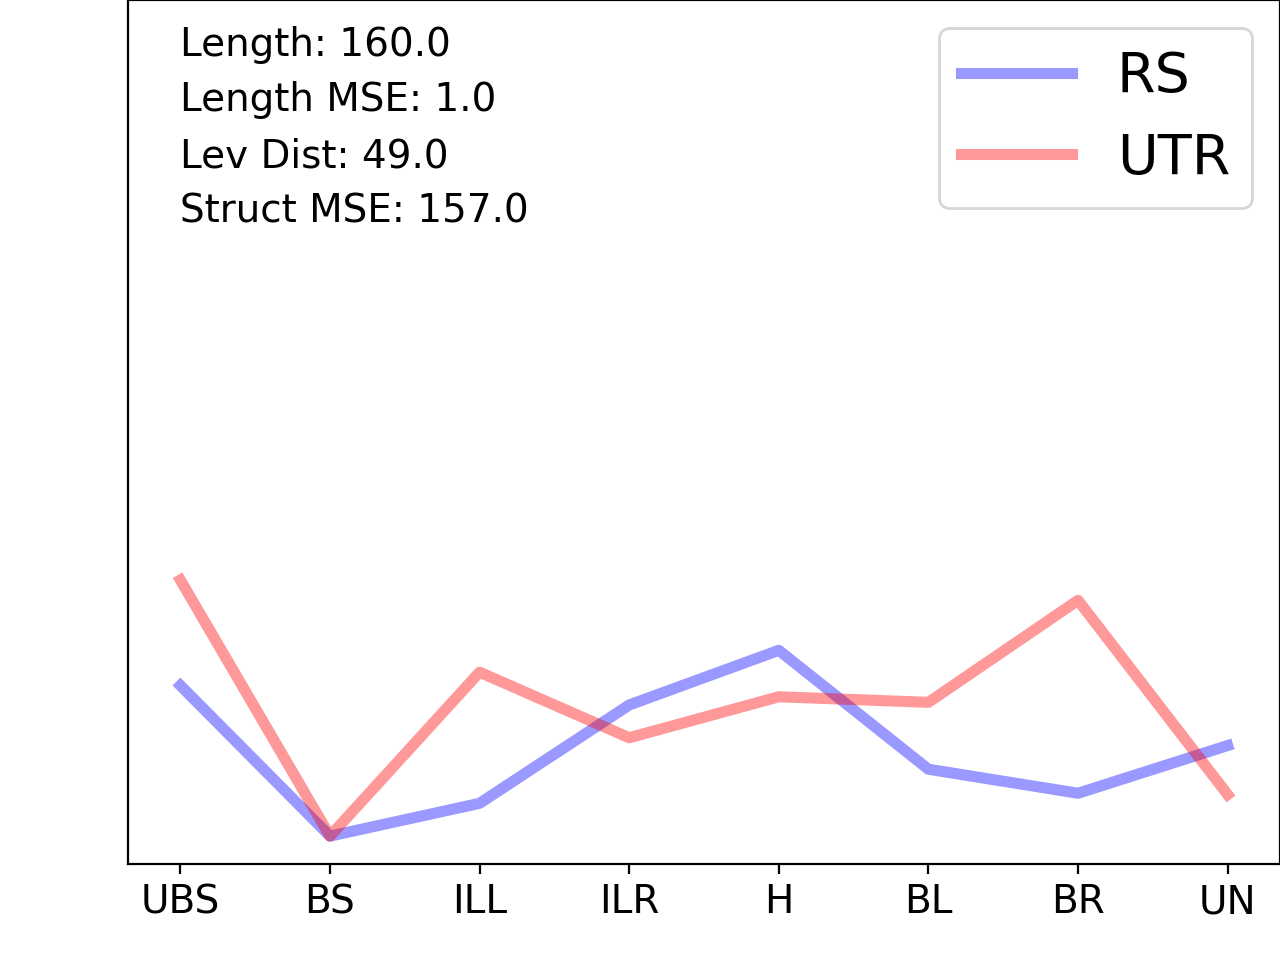 Length: 160.0
Length MSE: 1.0
Lev Dist: 49.0
Struct MSE: 157.0
RS
UTR
UBS BS ILL ILR H BL BR UN